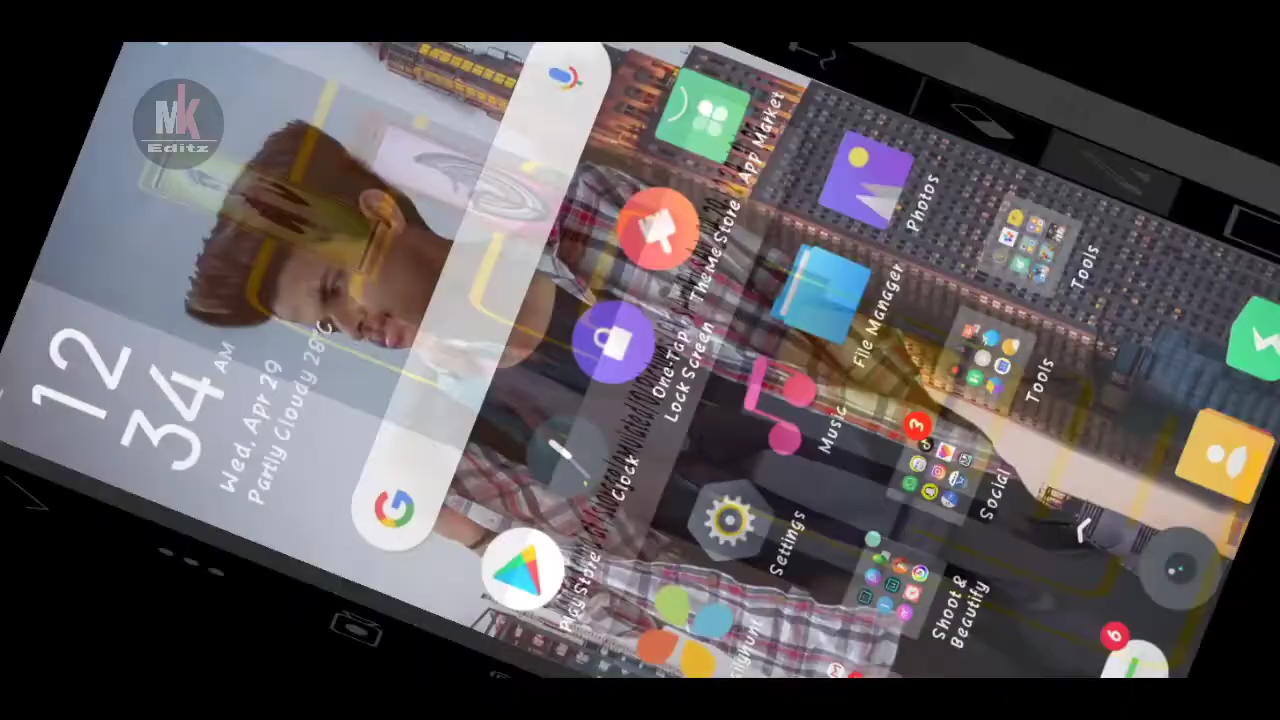 MK
Editz
12
34 AM
Wed, Apr 29
Partly Cloudy 28°C
App Market
Theme Store
One-Tap
Lock Screen
Clock
Play Store
Photos
File Manager
Music
Settings
Tools
Tools
3
Social
Shoot &
Beautify
6